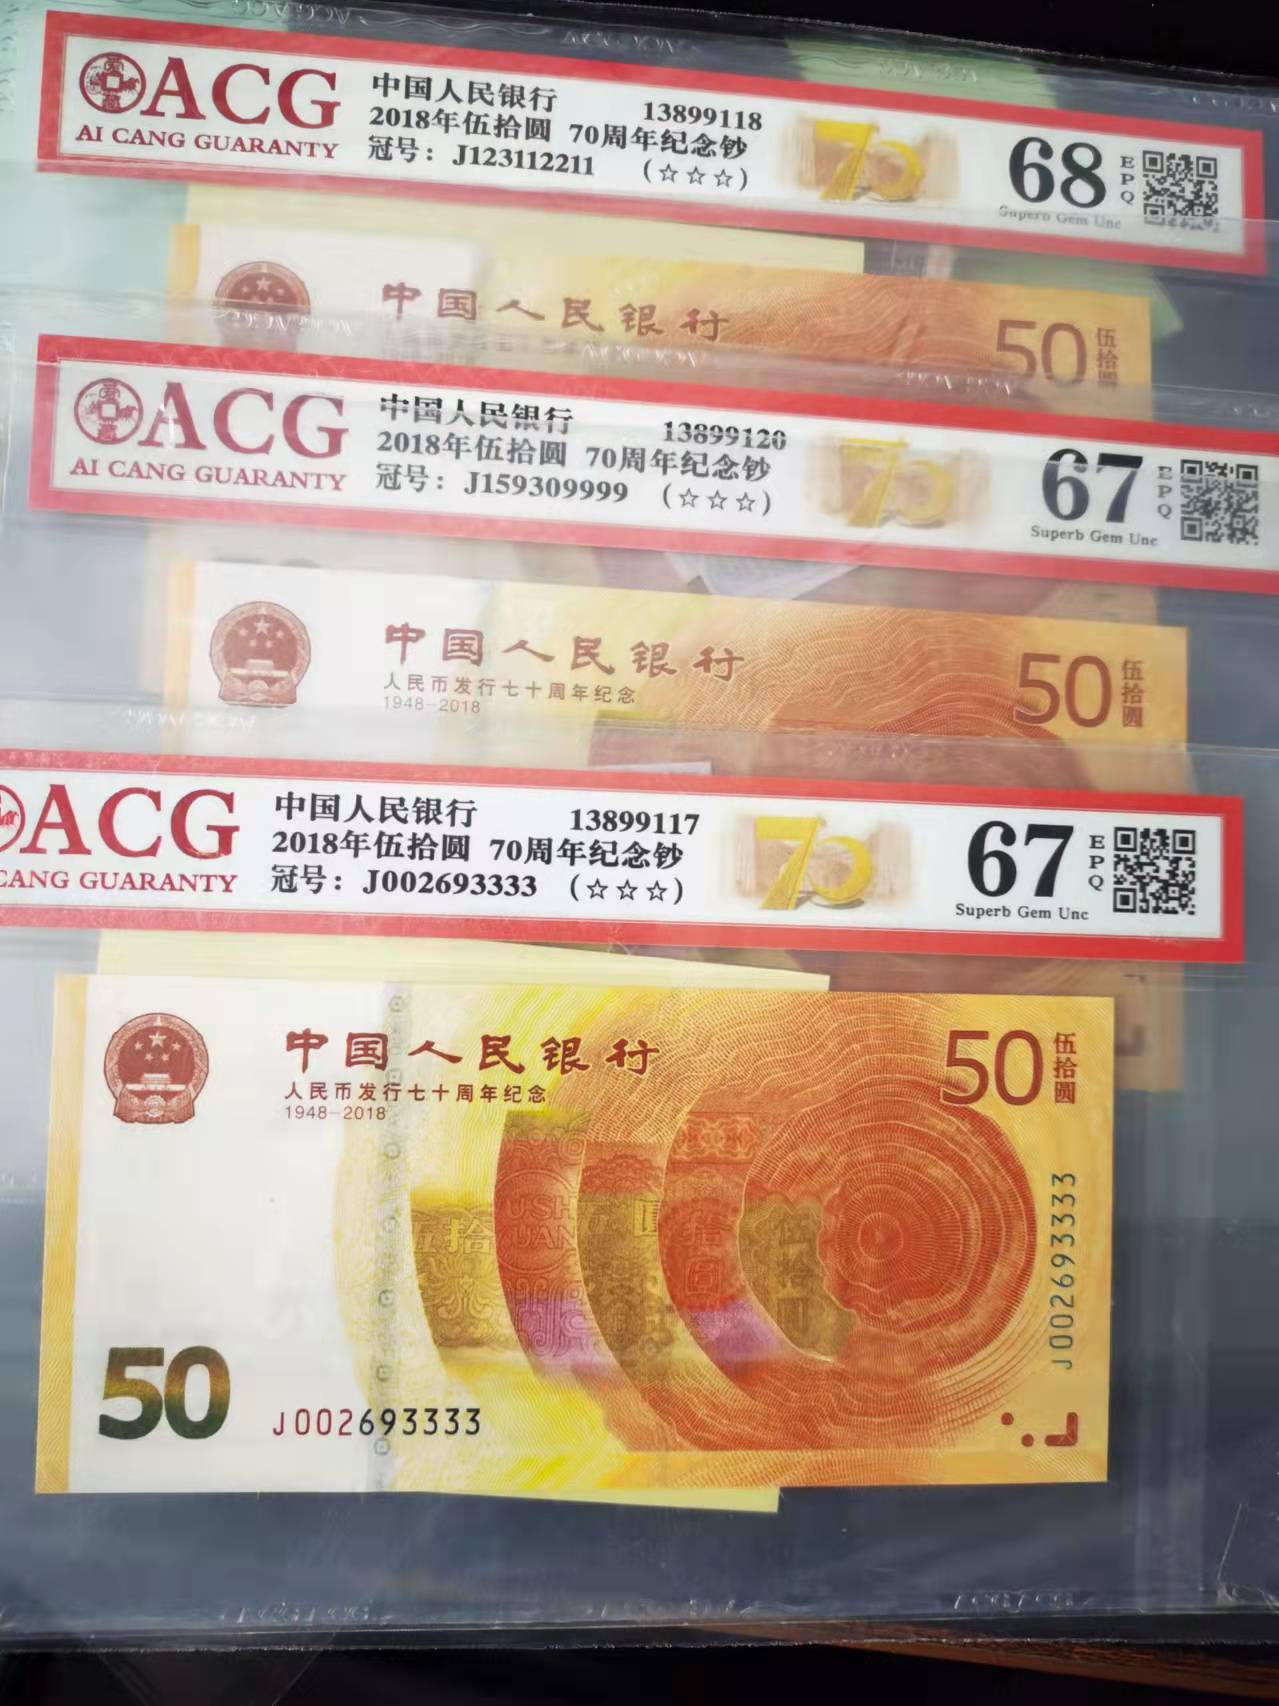 ACG
AI CANG GUARANTY
中国人民银行 13899118
2018年伍拾圆 70周年纪念钞
冠号：J123112211 (☆☆☆)
70
68
EPQ
Superb Gem Unc
中国人民银行
50
伍拾圆
ACG
AI CANG GUARANTY
中国人民银行 13899120
2018年伍拾圆 70周年纪念钞
冠号：J159309999 (☆☆☆)
70
67
EPQ
Superb Gem Unc
中国人民银行
人民币发行七十周年纪念
1948-2018
50
伍拾圆
ACG
CANG GUARANTY
中国人民银行 13899117
2018年伍拾圆 70周年纪念钞
冠号：J002693333 (☆☆☆)
70
67
EPQ
Superb Gem Unc
中国人民银行
人民币发行七十周年纪念
1948-2018
50
伍拾圆
伍拾
圆
拾圆
J002693333
50
J002693333